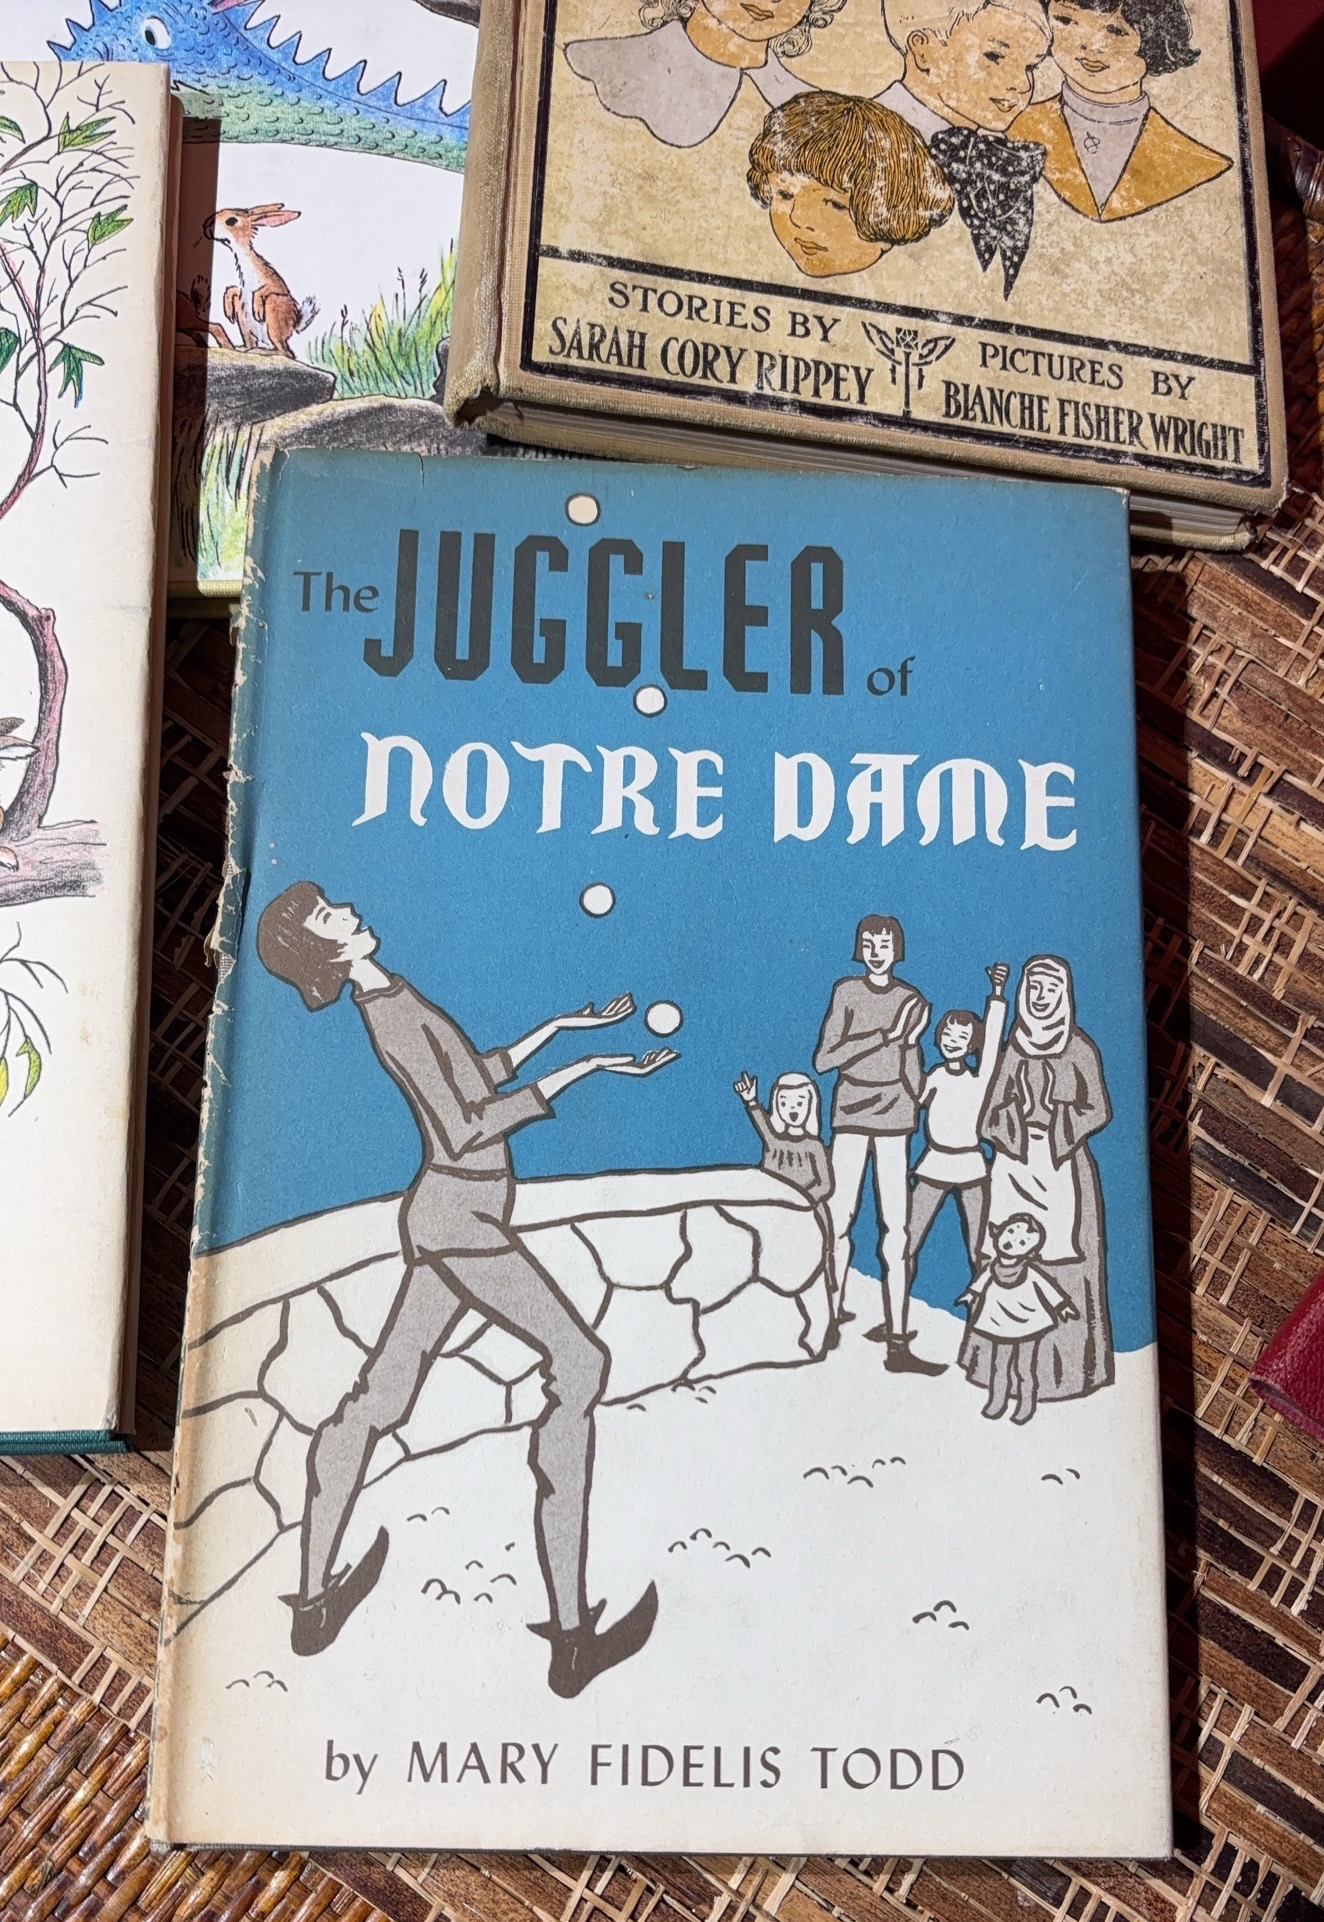 STORIES BY
SARAH CORY RIPPEY
PICTURES BY
BLANCHE FISHER WRIGHT
The JUGGLER of
NOTRE DAME
by MARY FIDELIS TODD